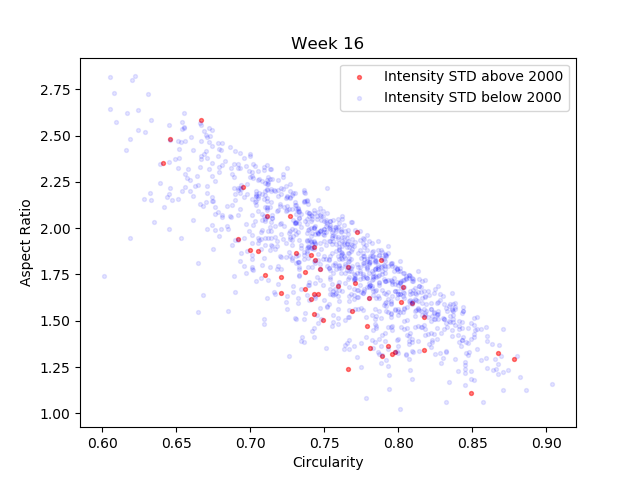 Week 16
Intensity STD above 2000
Intensity STD below 2000
Aspect Ratio
2.75
2.50
2.25
2.00
1.75
1.50
1.25
1.00
0.60 0.65 0.70 0.75 0.80 0.85 0.90
Circularity